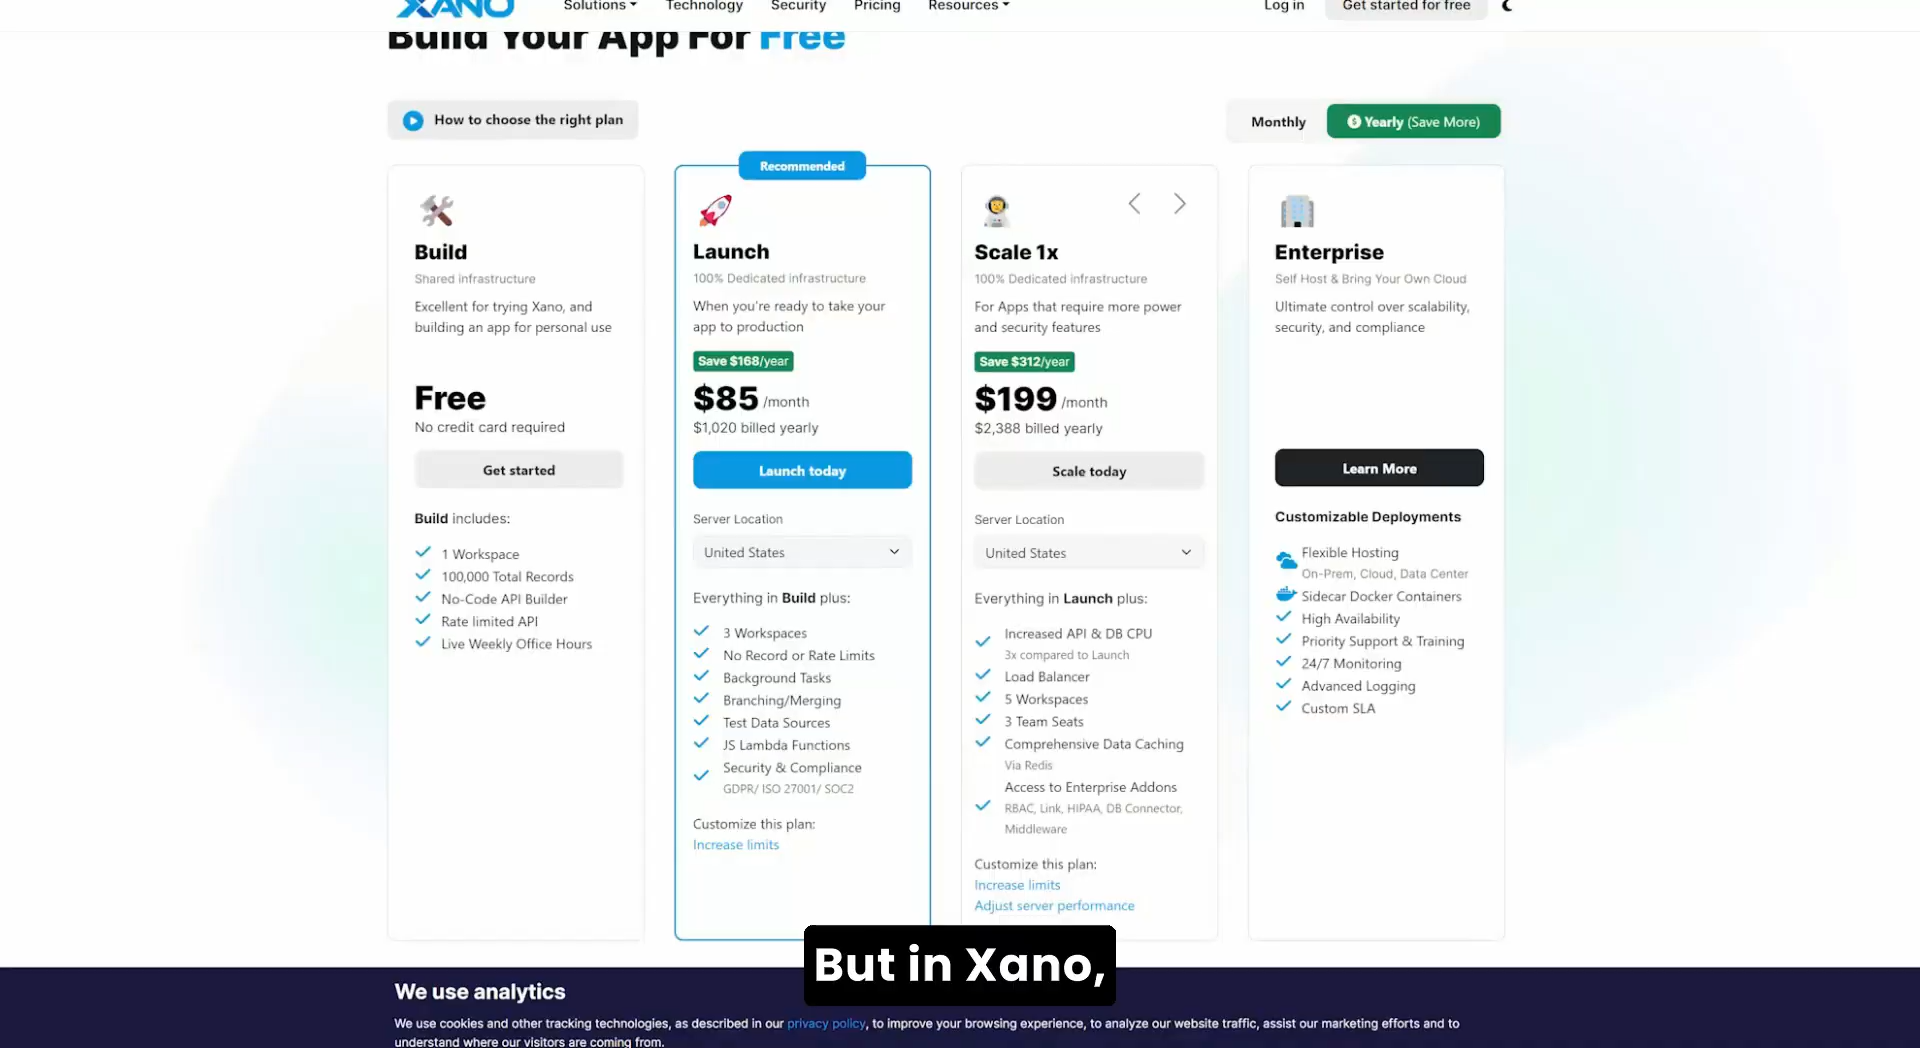 XANO
Solutions
Technology
Security
Pricing
Resources
Log in
Get started for free
Build Your App For Free
How to choose the right plan
Monthly
Yearly (Save More)
Build
Shared infrastructure
Excellent for trying Xano, and
building an app for personal use
Free
No credit card required
Get started
Build includes:
1 Workspace
100,000 Total Records
No-Code API Builder
Rate limited API
Live Weekly Office Hours
Recommended
Launch
100% Dedicated infrastructure
When you're ready to take your
app to production
Save $168/year
$85 /month
$1,020 billed yearly
Launch today
Server Location
United States
Everything in Build plus:
3 Workspaces
No Record or Rate Limits
Background Tasks
Branching/Merging
Test Data Sources
JS Lambda Functions
Security & Compliance
GDPR/ ISO 27001/ SOC2
Customize this plan:
Increase limits
Scale 1x
100% Dedicated infrastructure
For Apps that require more power
and security features
Save $312/year
$199 /month
$2,388 billed yearly
Scale today
Server Location
United States
Everything in Launch plus:
Increased API & DB CPU
3x compared to Launch
Load Balancer
5 Workspaces
3 Team Seats
Comprehensive Data Caching
Via Redis
Access to Enterprise Addons
RBAC, Link, HIPAA, DB Connector,
Middleware
Customize this plan:
Increase limits
Adjust server performance
Enterprise
Self Host & Bring Your Own Cloud
Ultimate control over scalability,
security, and compliance
Learn More
Customizable Deployments
Flexible Hosting
On-Prem, Cloud, Data Center
Sidecar Docker Containers
High Availability
Priority Support & Training
24/7 Monitoring
Advanced Logging
Custom SLA
But in Xano,
We use analytics
We use cookies and other tracking technologies, as described in our privacy policy, to improve your browsing experience, to analyze our website traffic, assist our marketing efforts and to
understand where our visitors are coming from.